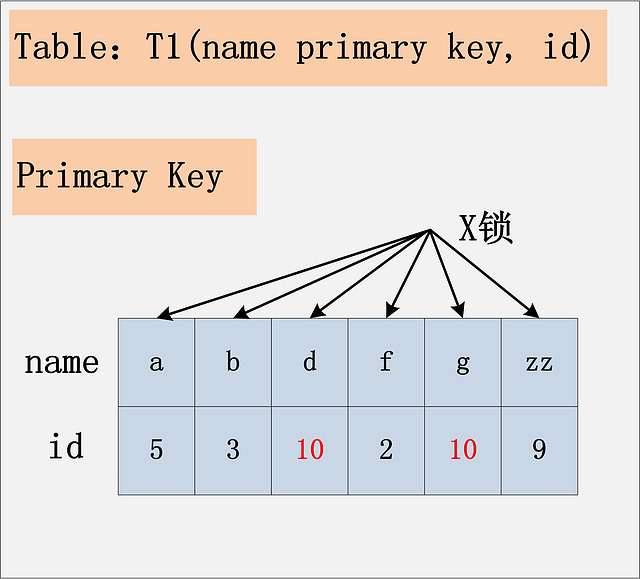 Table：T1(name primary key, id)
Primary Key
X锁
name a b d f g zz
id 5 3 10 2 10 9